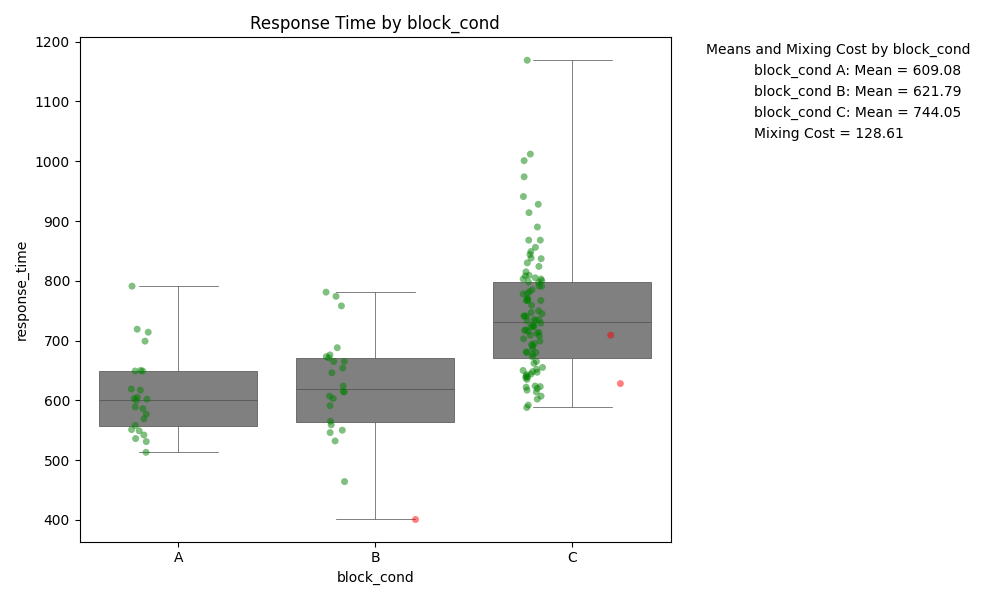 Response Time by block_cond
Means and Mixing Cost by block_cond
block_cond A: Mean = 609.08
block_cond B: Mean = 621.79
block_cond C: Mean = 744.05
Mixing Cost = 128.61
response_time
1200
1100
1000
900
800
700
600
500
400
A B C
block_cond